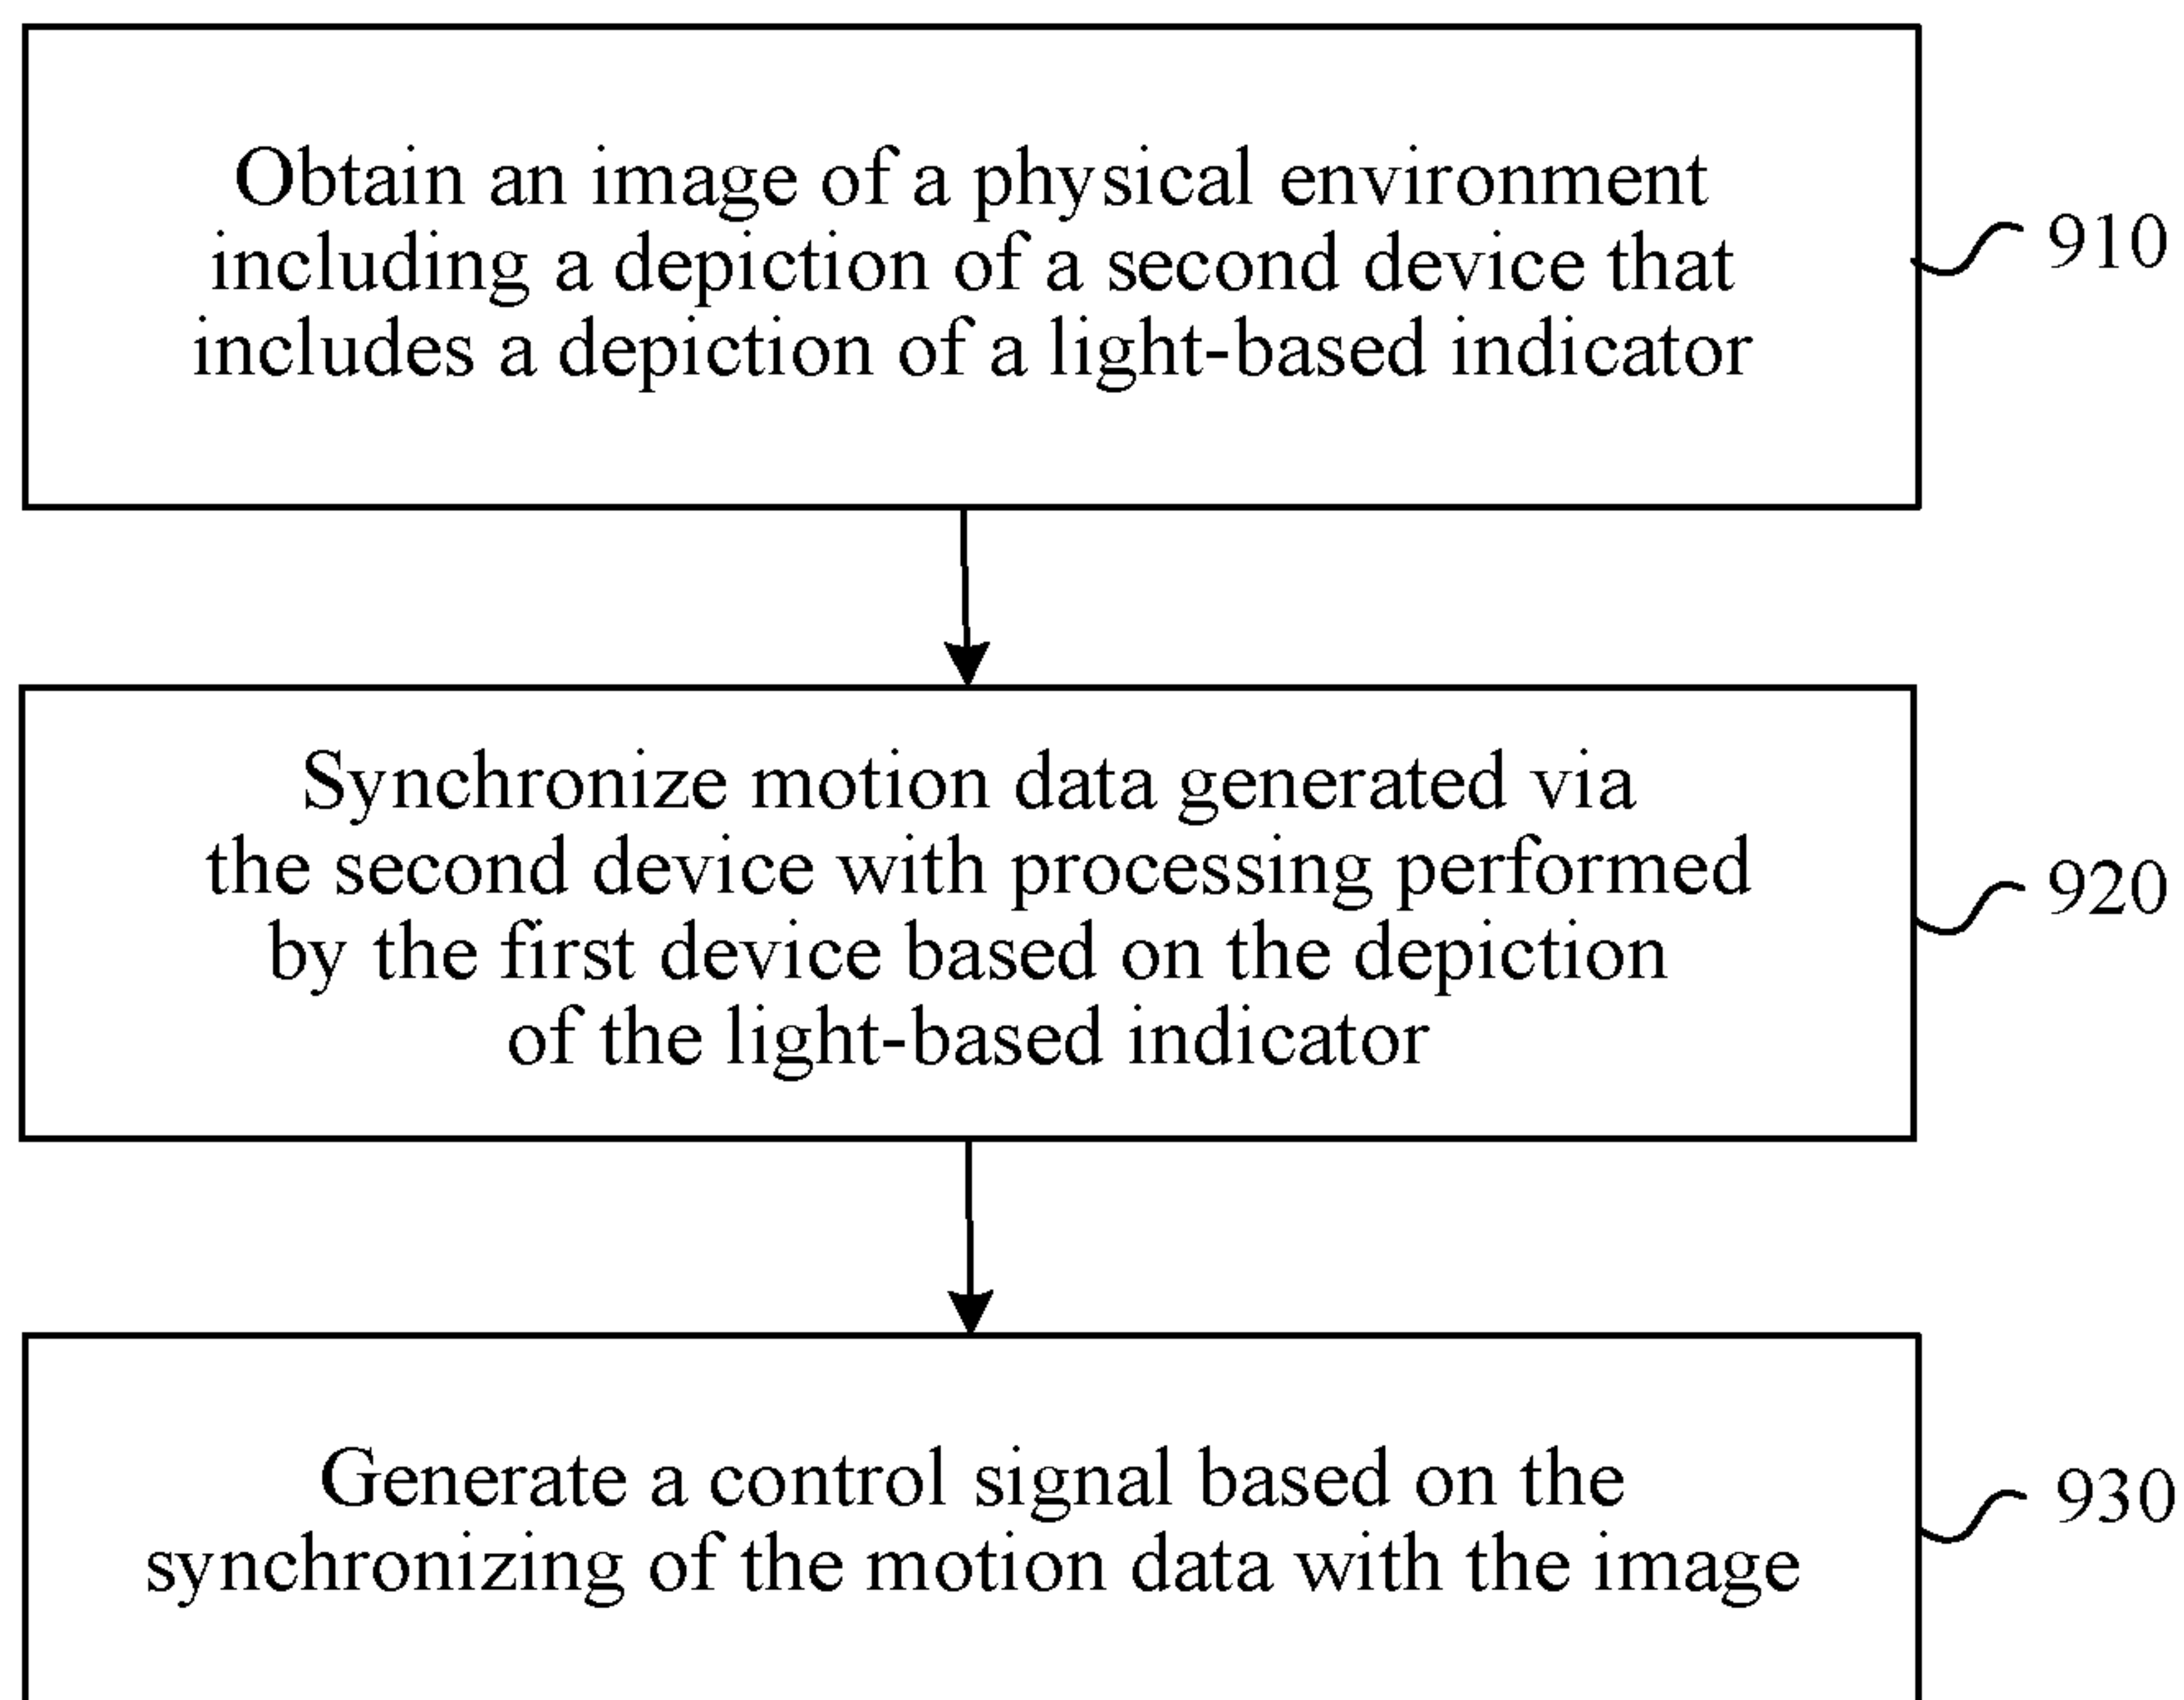 Obtain an image of a physical environment
including a depiction of a second device that
includes a depiction of a light-based indicator
910
Synchronize motion data generated via
the second device with processing performed
by the first device based on the depiction
of the light-based indicator
920
Generate a control signal based on the
synchronizing of the motion data with the image
930